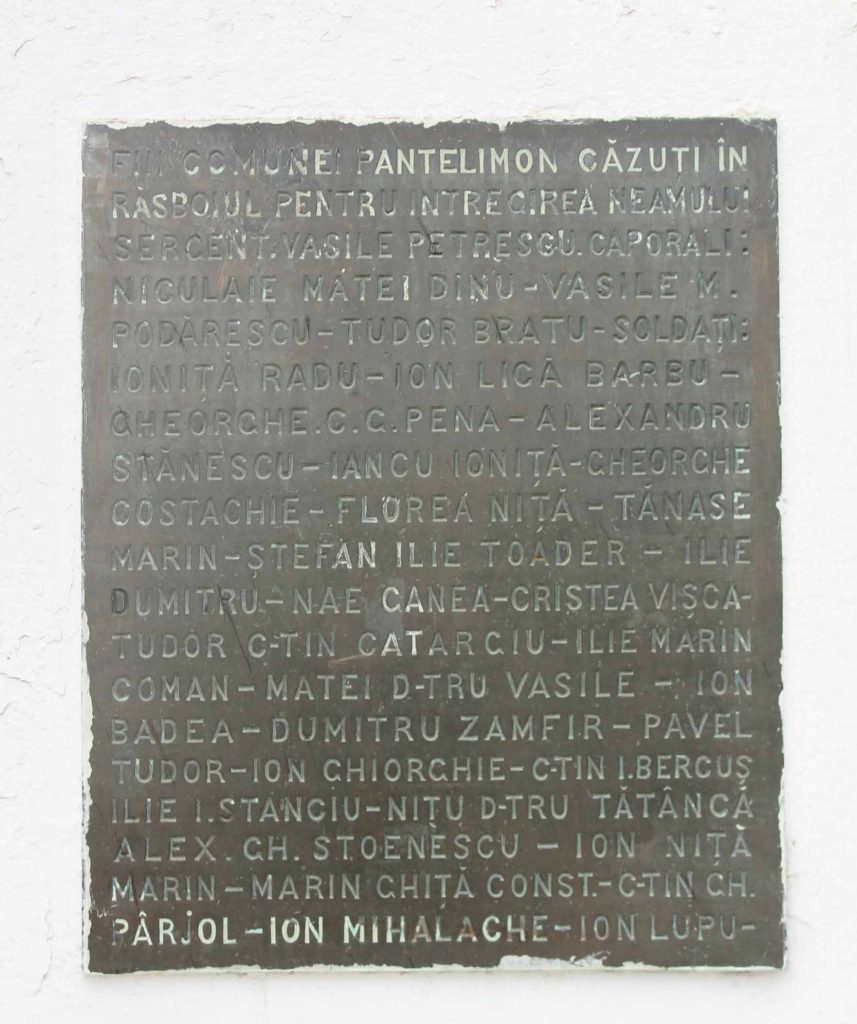 FIII COMUNEI PANTELIMON CĂZUȚI ÎN
RĂSBOIUL PENTRU INTREGIREA NEAMULUI
SERGENT. VASILE PETRESCU. CAPORALI:
NICULAIE MATEI DINU-VASILE M.
PODĂRESCU-TUDOR BRATU-SOLDAȚI:
IONIȚĂ RADU-ION LICĂ BARBU-
GHEORGHE.C.G.PENA-ALEXANDRU
STĂNESCU-IANCU IONIȚĂ-GHEORGHE
COSTACHIE-FLOREA NIȚĂ-TĂNASE
MARIN-ȘTEFAN ILIE TOADER-ILIE
DUMITRU-NAE GANEA-CRISTEA VIȘCA-
TUDOR C-TIN CATARGIU-ILIE MARIN
COMAN-MATEI D-TRU VASILE-ION
BADEA-DUMITRU ZAMFIR-PAVEL
TUDOR-ION GHIORGHIE-C-TIN I.BERCUȘ
ILIE I.STANCIU-NIȚU D-TRU TĂTÂNCĂ
ALEX. GH. STOENESCU-ION NIȚĂ
MARIN-MARIN GHIȚĂ CONST.-C-TIN GH.
PÂRJOL-ION MIHALACHE-ION LUPU-